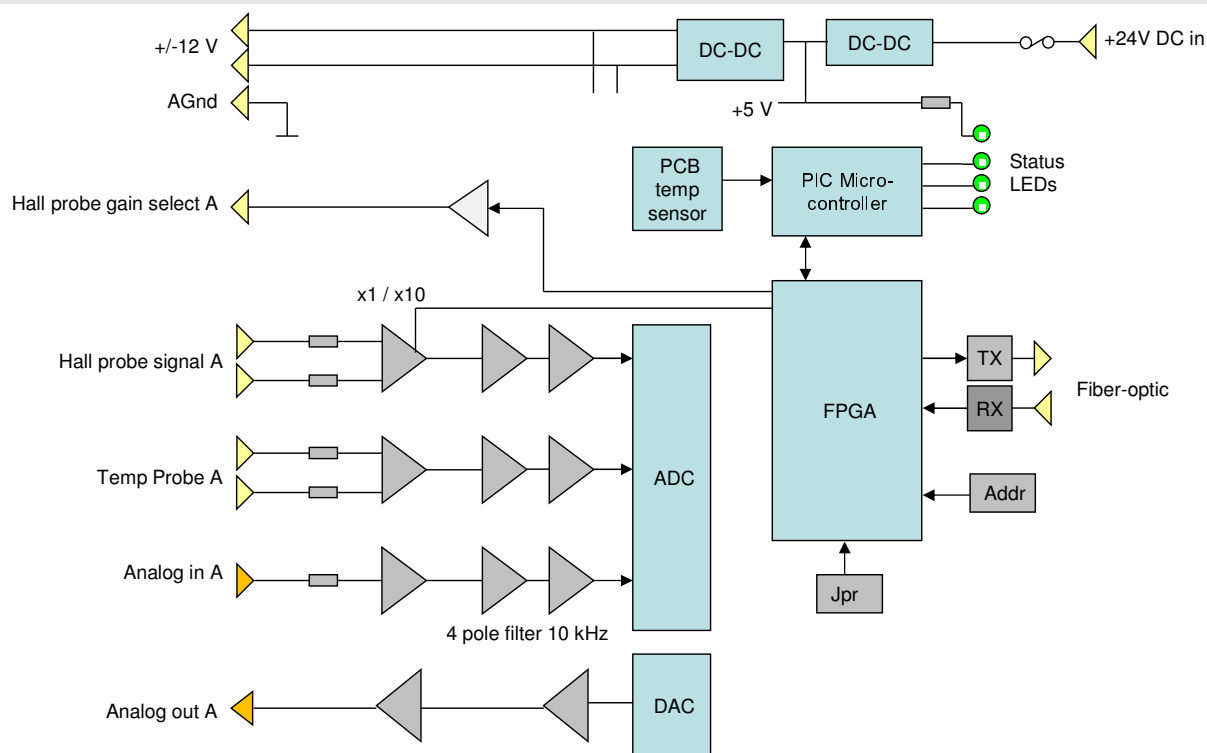 +/-12 V
DC-DC
DC-DC
+24V DC in
AGnd
+5 V
PCB
temp
sensor
PIC Micro-
controller
Status
LEDs
Hall probe gain select A
x1 / x10
Hall probe signal A
TX
RX
Fiber-optic
FPGA
Temp Probe A
ADC
Addr
Analog in A
Jpr
4 pole filter 10 kHz
Analog out A
DAC